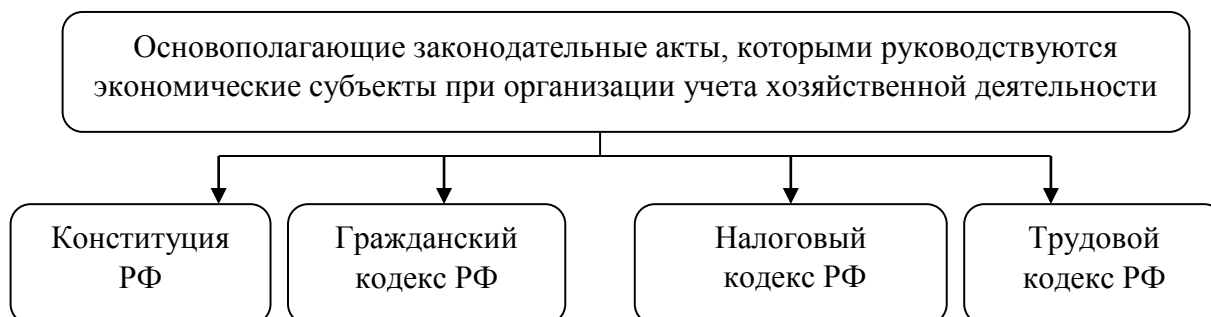 Основополагающие законодательные акты, которыми руководствуются
экономические субъекты при организации учета хозяйственной деятельности
Конституция
РФ
Гражданский
кодекс РФ
Налоговый
кодекс РФ
Трудовой
кодекс РФ